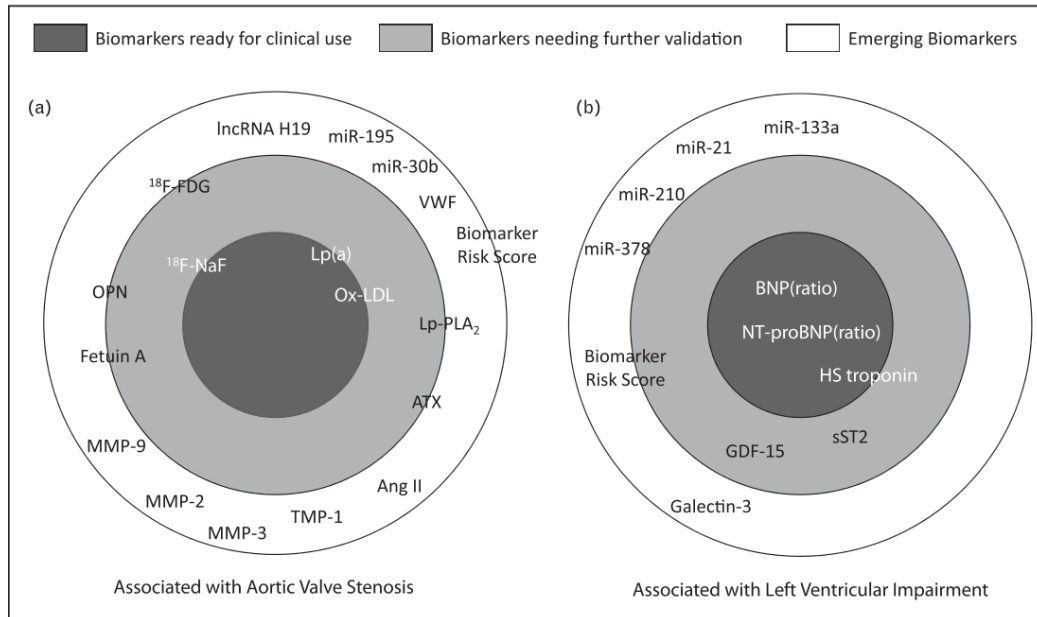 Biomarkers ready for clinical use
Biomarkers needing further validation
Emerging Biomarkers
(a)
lncRNA H19
miR-195
miR-30b
¹⁸F-FDG
VWF
Biomarker
Risk Score
¹⁸F-NaF
Lp(a)
OPN
Ox-LDL
Lp-PLA₂
Fetuin A
ATX
MMP-9
Ang II
MMP-2
TMP-1
MMP-3
Associated with Aortic Valve Stenosis
(b)
miR-133a
miR-21
miR-210
miR-378
BNP(ratio)
NT-proBNP(ratio)
Biomarker
Risk Score
HS troponin
sST2
GDF-15
Galectin-3
Associated with Left Ventricular Impairment